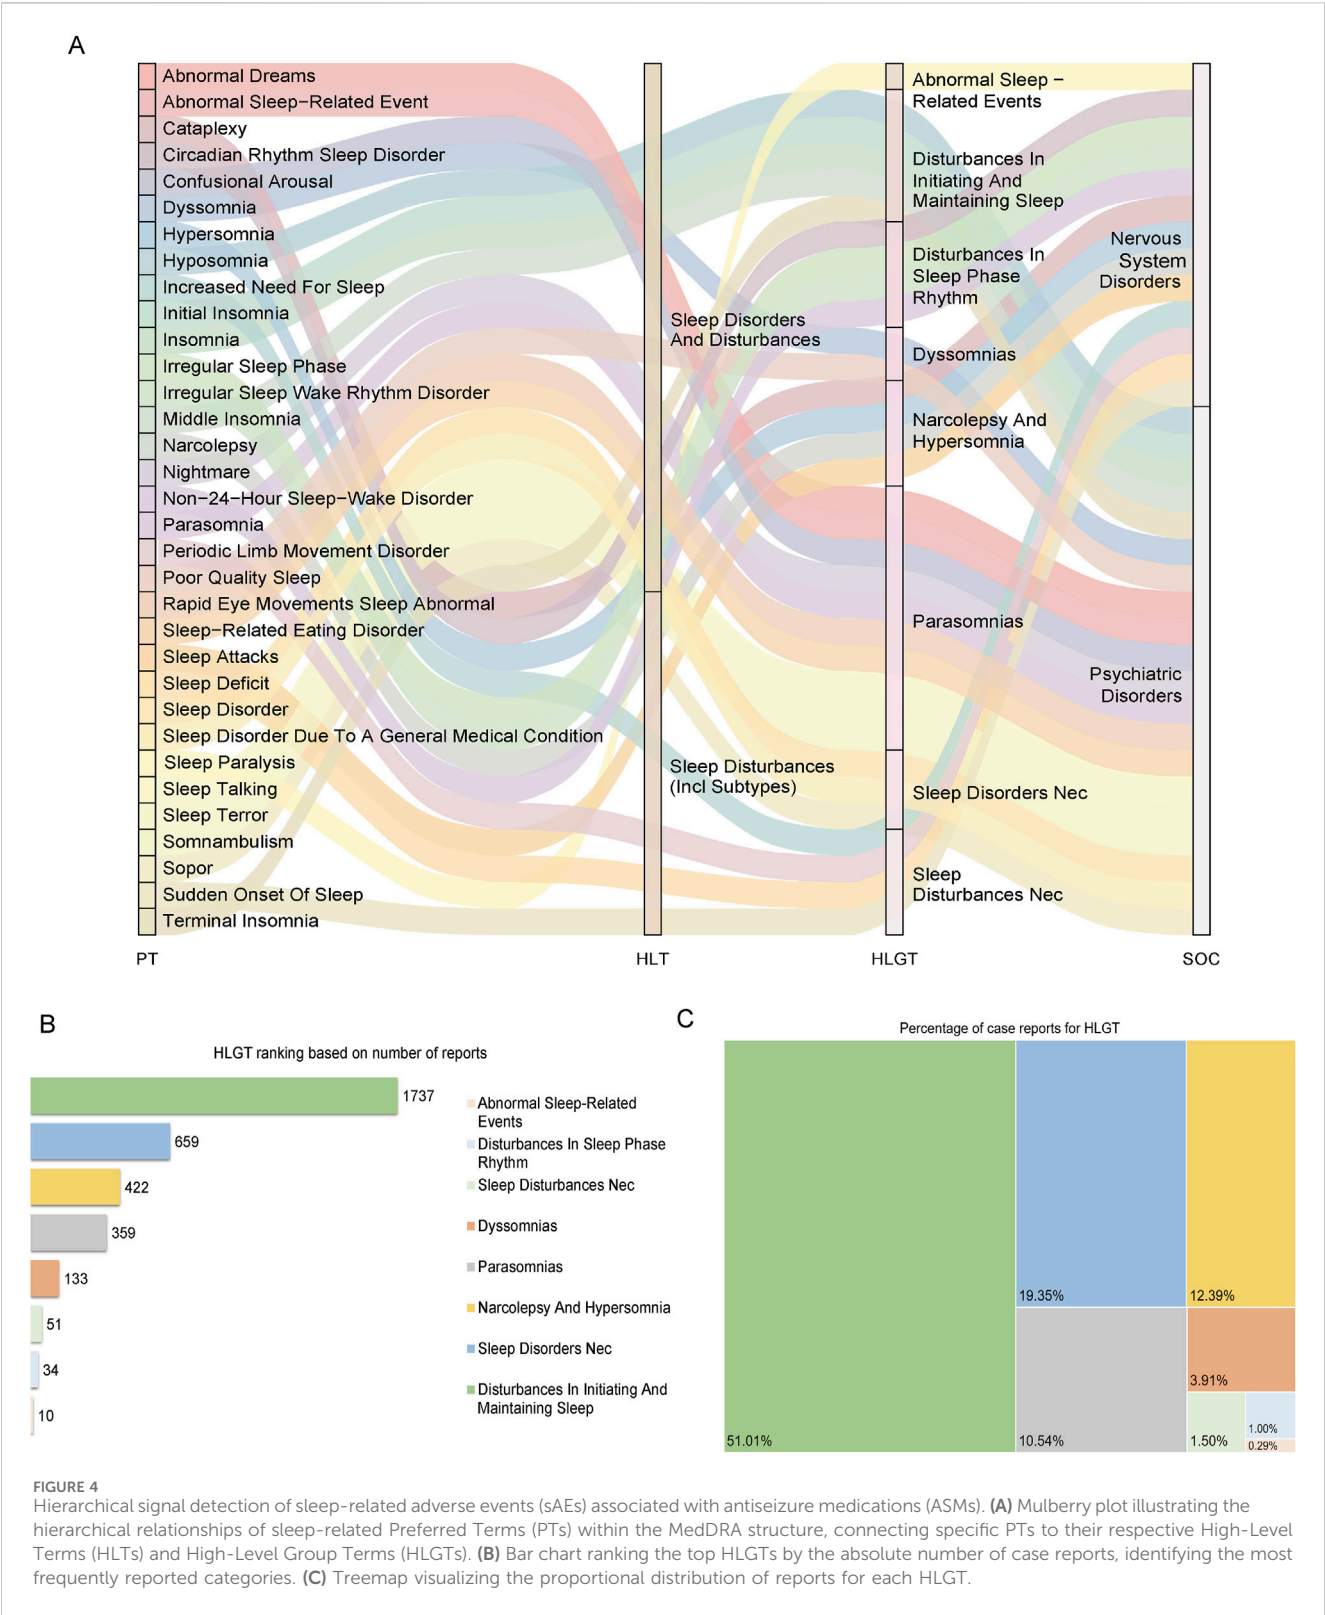 A
Abnormal Dreams
Abnormal Sleep−Related Event
Cataplexy
Circadian Rhythm Sleep Disorder
Confusional Arousal
Dyssomnia
Hypersomnia
Hyposomnia
Increased Need For Sleep
Initial Insomnia
Insomnia
Irregular Sleep Phase
Irregular Sleep Wake Rhythm Disorder
Middle Insomnia
Narcolepsy
Nightmare
Non−24−Hour Sleep−Wake Disorder
Parasomnia
Periodic Limb Movement Disorder
Poor Quality Sleep
Rapid Eye Movements Sleep Abnormal
Sleep−Related Eating Disorder
Sleep Attacks
Sleep Deficit
Sleep Disorder
Sleep Disorder Due To A General Medical Condition
Sleep Paralysis
Sleep Talking
Sleep Terror
Somnambulism
Sopor
Sudden Onset Of Sleep
Terminal Insomnia
Sleep Disorders
And Disturbances
Sleep Disturbances
(Incl Subtypes)
Abnormal Sleep −
Related Events
Disturbances In
Initiating And
Maintaining Sleep
Disturbances In
Sleep Phase
Rhythm
Dyssomnias
Narcolepsy And
Hypersomnia
Parasomnias
Sleep Disorders Nec
Sleep
Disturbances Nec
Nervous
System
Disorders
Psychiatric
Disorders
PT
HLT
HLGT
SOC
B
HLGT ranking based on number of reports
1737
659
422
359
133
51
34
10
Abnormal Sleep-Related
Events
Disturbances In Sleep Phase
Rhythm
Sleep Disturbances Nec
Dyssomnias
Parasomnias
Narcolepsy And Hypersomnia
Sleep Disorders Nec
Disturbances In Initiating And
Maintaining Sleep
C
Percentage of case reports for HLGT
51.01%
19.35%
12.39%
10.54%
3.91%
1.50%
1.00%
0.29%
FIGURE 4
Hierarchical signal detection of sleep-related adverse events (sAEs) associated with antiseizure medications (ASMs). (A) Mulberry plot illustrating the
hierarchical relationships of sleep-related Preferred Terms (PTs) within the MedDRA structure, connecting specific PTs to their respective High-Level
Terms (HLTs) and High-Level Group Terms (HLGTs). (B) Bar chart ranking the top HLGTs by the absolute number of case reports, identifying the most
frequently reported categories. (C) Treemap visualizing the proportional distribution of reports for each HLGT.